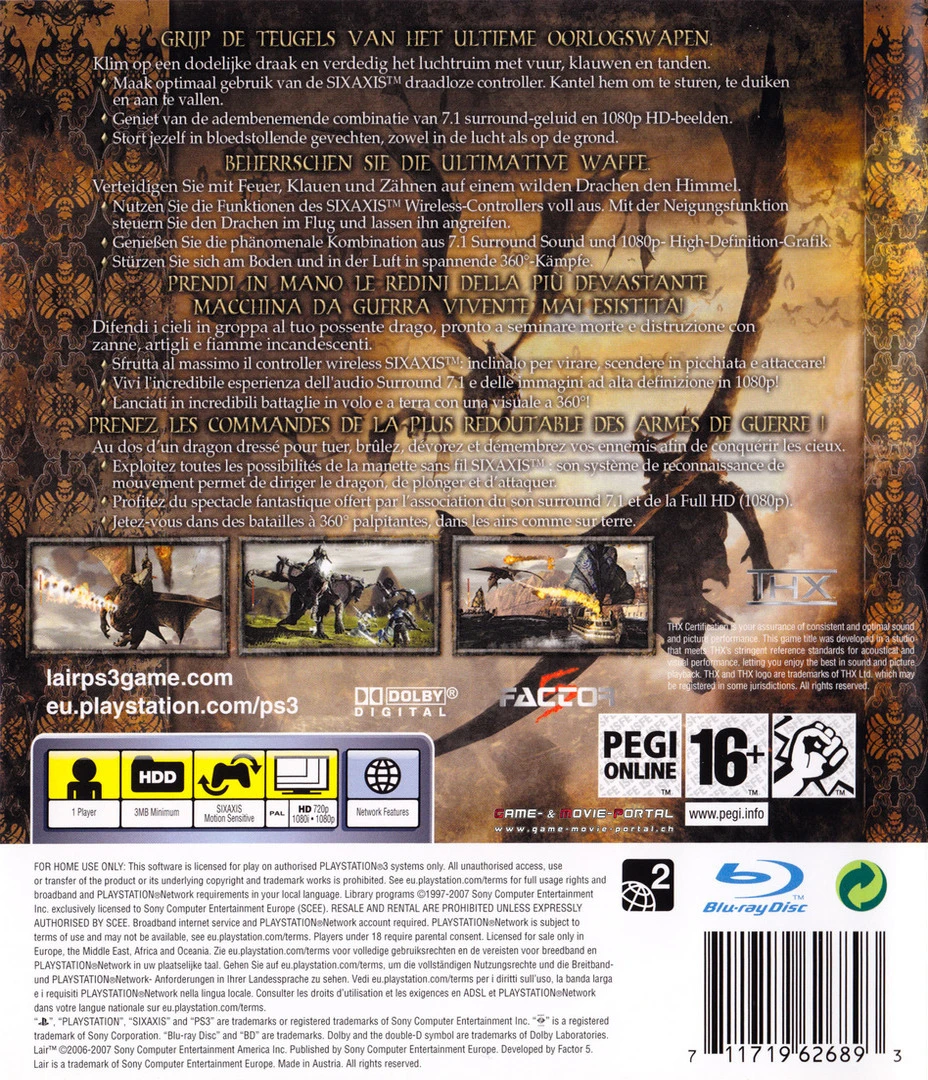 GRIJP DE TEUGELS VAN HET ULTIEME OORLOGSWAPEN.
Klim op een dodelijke draak en verdedig het luchtruim met vuur, klauwen en tanden.
Maak optimaal gebruik van de SIXAXIS™ draadloze controller. Kantel hem om te sturen, te duiken
en aan te vallen.
Geniet van de adembenemende combinatie van 7.1 surround-geluid en 1080p HD-beelden.
Stort jezelf in bloedstollende gevechten, zowel in de lucht als op de grond.
BEHERRSCHEN SIE DIE ULTIMATIVE WAFFE.
Verteidigen Sie mit Feuer, Klauen und Zähnen auf einem wilden Drachen den Himmel.
Nutzen Sie die Funktionen des SIXAXIS™ Wireless-Controllers voll aus. Mit der Neigungsfunktion
steuern Sie den Drachen im Flug und lassen ihn angreifen.
Genießen Sie die phänomenale Kombination aus 7.1 Surround Sound und 1080p- High-Definition-Grafik.
Stürzen Sie sich am Boden und in der Luft in spannende 360°-Kämpfe.
PRENDI IN MANO LE REDINI DELLA PIÙ DEVASTANTE
MACCHINA DA GUERRA VIVENTE MAI ESISTITA!
Difendi i cieli in groppa al tuo possente drago, pronto a seminare morte e distruzione con
zanne, artigli e fiamme incandescenti.
Sfrutta al massimo il controller wireless SIXAXIS™: inclinalo per virare, scendere in picchiata e attaccare!
Vivi l'incredibile esperienza dell'audio Surround 7.1 e delle immagini ad alta definizione in 1080p!
Lanciati in incredibili battaglie in volo e a terra con una visuale a 360°!
PRENEZ LES COMMANDES DE LA PLUS REDOUTABLE DES ARMES DE GUERRE !
Au dos d'un dragon dressé pour tuer, brûlez, dévorez et démembrez vos ennemis afin de conquérir les cieux.
Exploitez toutes les possibilités de la manette sans fil SIXAXIS™ : son système de reconnaissance de
mouvement permet de diriger le dragon, de plonger et d'attaquer.
Profitez du spectacle fantastique offert par l'association du son surround 7.1 et de la Full HD (1080p).
Jetez-vous dans des batailles à 360° palpitantes, dans les airs comme sur terre.
THX
THX Certification is your assurance of consistent and optimal sound
and picture performance. This game title was developed in a studio
that meets THX's stringent reference standards for acoustical and
visual performance, letting you enjoy the best in sound and picture
playback. THX and THX logo are trademarks of THX Ltd. which may
be registered in some jurisdictions. All rights reserved.
lairps3game.com
eu.playstation.com/ps3
DOLBY®
DIGITAL
FACTOR 5
1 Player
HDD
3MB Minimum
SIXAXIS
Motion Sensitive
PAL
HD 720p
1080i • 1080p
Network Features
PEGI
ONLINE
™
16+
™
™
www.pegi.info
GAME- & MOVIE-PORTAL
www.game-movie-portal.ch
FOR HOME USE ONLY: This software is licensed for play on authorised PLAYSTATION®3 systems only. All unauthorised access, use
or transfer of the product or its underlying copyright and trademark works is prohibited. See eu.playstation.com/terms for full usage rights and
broadband and PLAYSTATION®Network requirements in your local language. Library programs ©1997-2007 Sony Computer Entertainment
Inc. exclusively licensed to Sony Computer Entertainment Europe (SCEE). RESALE AND RENTAL ARE PROHIBITED UNLESS EXPRESSLY
AUTHORISED BY SCEE. Broadband internet service and PLAYSTATION®Network account required. PLAYSTATION®Network is subject to
terms of use and may not be available, see eu.playstation.com/terms. Players under 18 require parental consent. Licensed for sale only in
Europe, the Middle East, Africa and Oceania. Zie eu.playstation.com/terms voor volledige gebruiksrechten en de vereisten voor breedband en
PLAYSTATION®Network in uw plaatselijke taal. Gehen Sie auf eu.playstation.com/terms, um die vollständigen Nutzungsrechte und die Breitband-
und PLAYSTATION®Network- Anforderungen in Ihrer Landessprache zu sehen. Vedi eu.playstation.com/terms per i diritti sull'uso, la banda larga
e i requisiti PLAYSTATION®Network nella lingua locale. Consulter les droits d'utilisation et les exigences en ADSL et PLAYSTATION®Network
dans votre langue nationale sur eu.playstation.com/terms.
" ", "PLAYSTATION", "SIXAXIS" and "PS3" are trademarks or registered trademarks of Sony Computer Entertainment Inc. " " is a registered
trademark of Sony Corporation. "Blu-ray Disc" and "BD" are trademarks. Dolby and the double-D symbol are trademarks of Dolby Laboratories.
Lair™ ©2006-2007 Sony Computer Entertainment America Inc. Published by Sony Computer Entertainment Europe. Developed by Factor 5.
Lair is a trademark of Sony Computer Entertainment Europe. Made in Austria. All rights reserved.
2
Blu-ray Disc™
7 11719 62689 3